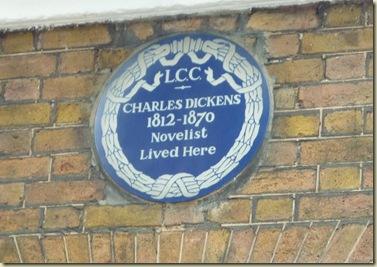 L.C.C.
CHARLES DICKENS
1812-1870
Novelist
Lived Here